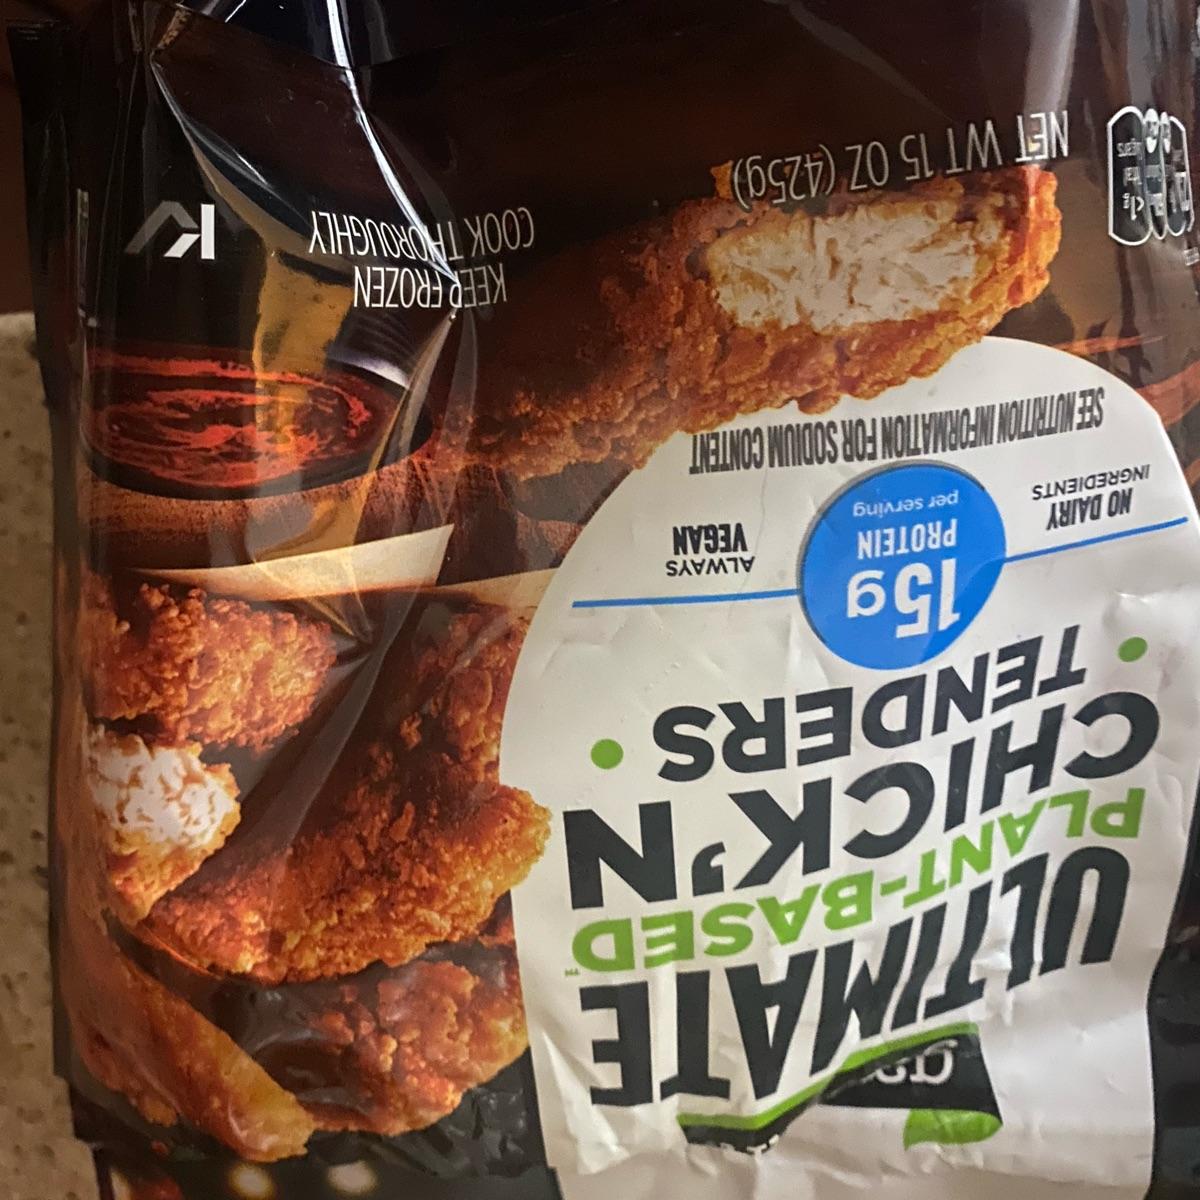 ULTIMATE
PLANT-BASED™
CHICK'N
TENDERS
15g
PROTEIN
per serving
NO DAIRY
INGREDIENTS
ALWAYS
VEGAN
SEE NUTRITION INFORMATION FOR SODIUM CONTENT
KEEP FROZEN
COOK THOROUGHLY
NET WT 15 OZ (425g)